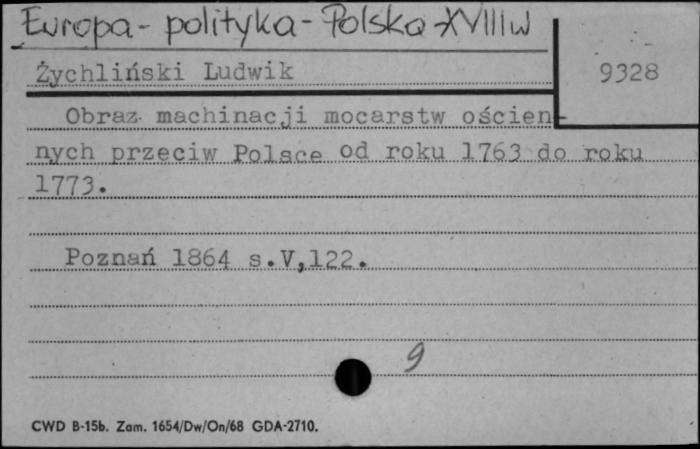 Europa - polityka - Polska - XVIII w
Żychliński Ludwik
9328
Obraz machinacji mocarstw ościen-
nych przeciw Polsce od roku 1763 do roku
1773.
Poznań 1864 s.V,122.
9
CWD B-15b. Zam. 1654/Dw/On/68 GDA-2710.